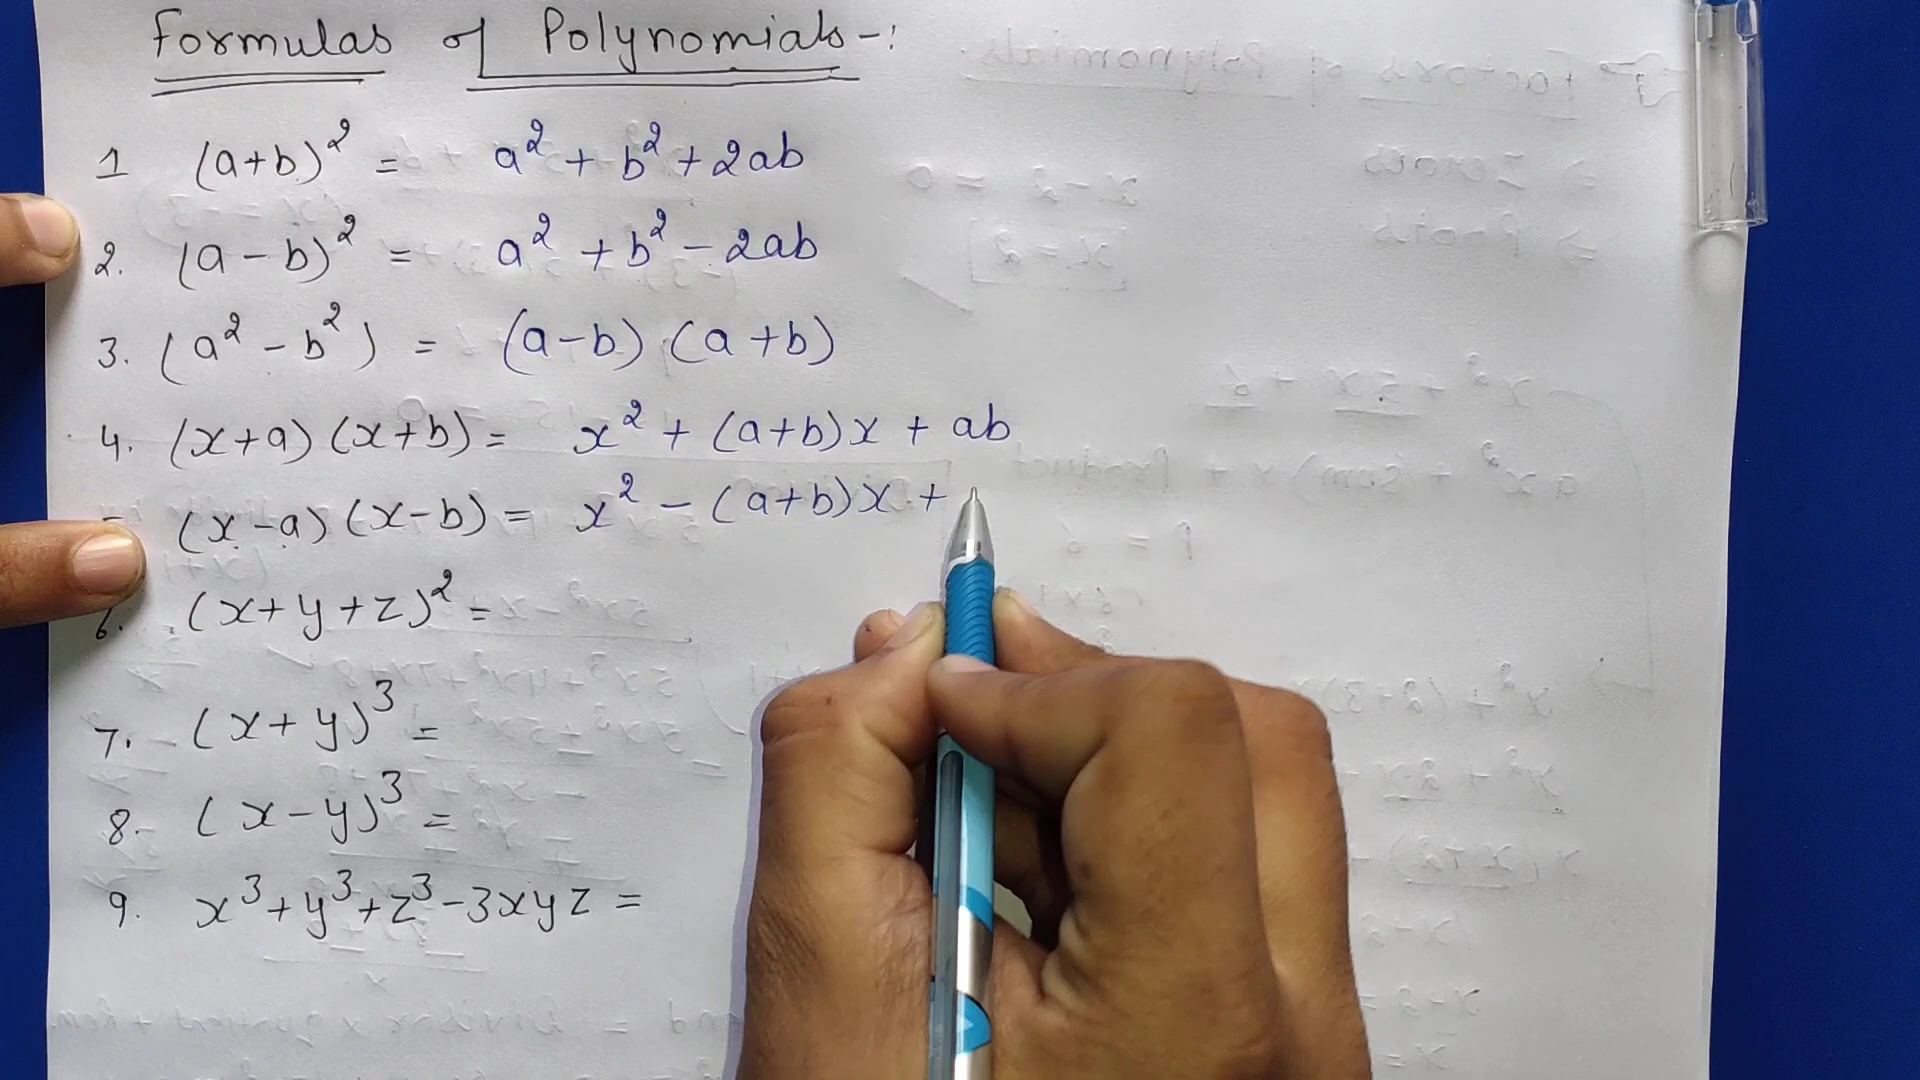 Formulas of Polynomials-:
1 (a+b)² = a² + b² + 2ab
2. (a-b)² = a² + b² - 2ab
3. (a² - b²) = (a-b) (a+b)
4. (x+a) (x+b) = x² + (a+b)x + ab
(x-a) (x-b) = x² - (a+b)x +
6. (x+y+z)² =
7. (x+y)³ =
8. (x-y)³ =
9. x³+y³+z³-3xyz =